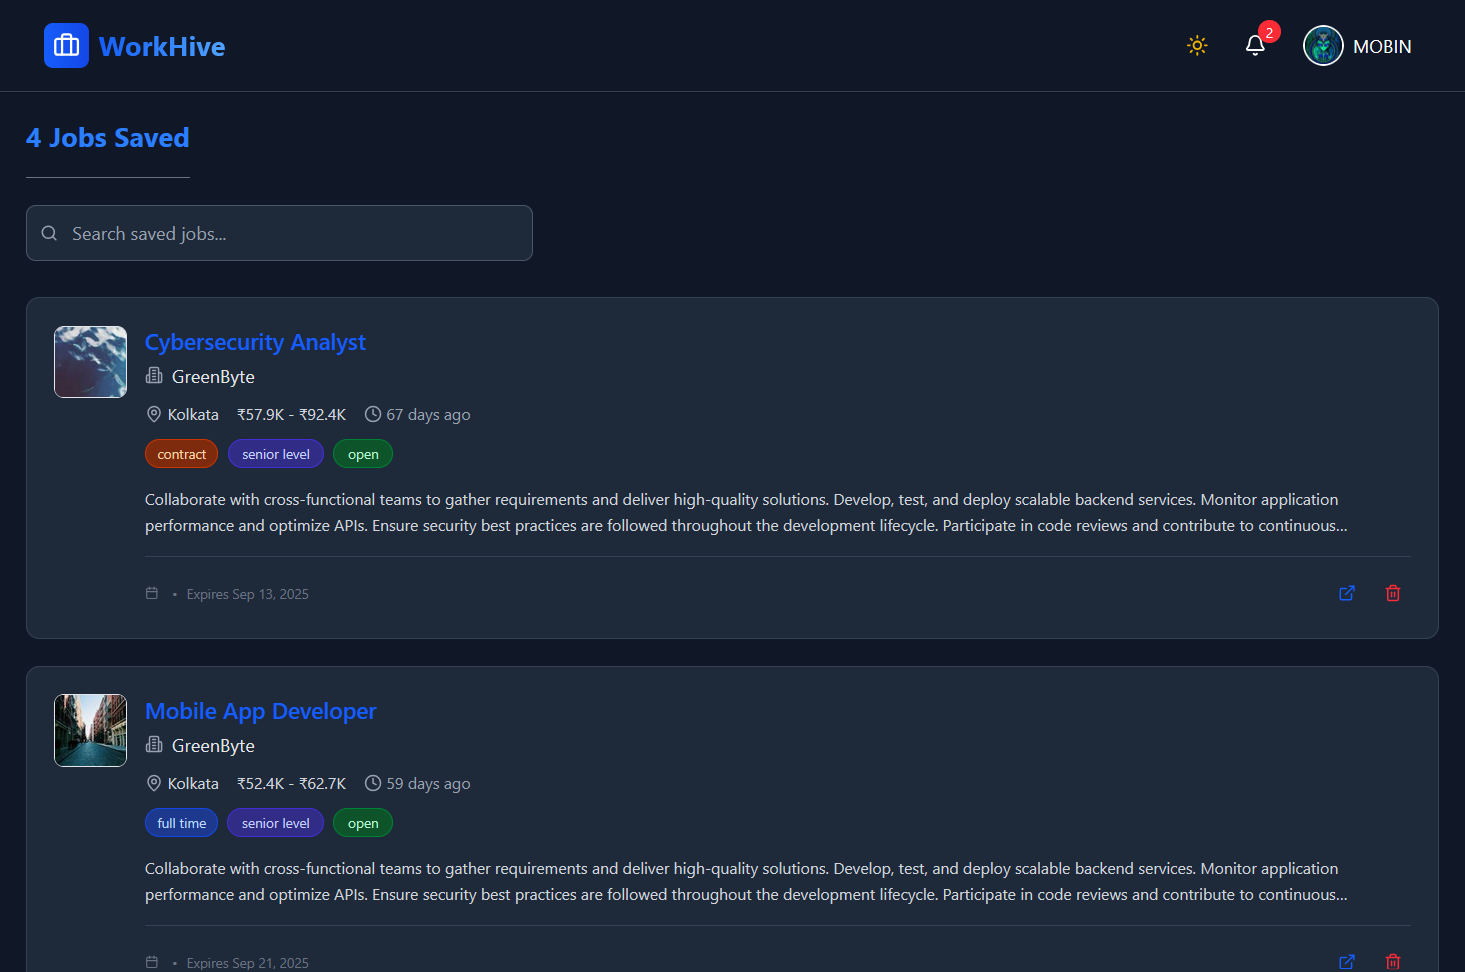 WorkHive
2
MOBIN
4 Jobs Saved
Search saved jobs...
Cybersecurity Analyst
GreenByte
Kolkata ₹57.9K - ₹92.4K 67 days ago
contract senior level open
Collaborate with cross-functional teams to gather requirements and deliver high-quality solutions. Develop, test, and deploy scalable backend services. Monitor application
performance and optimize APIs. Ensure security best practices are followed throughout the development lifecycle. Participate in code reviews and contribute to continuous...
• Expires Sep 13, 2025
Mobile App Developer
GreenByte
Kolkata ₹52.4K - ₹62.7K 59 days ago
full time senior level open
Collaborate with cross-functional teams to gather requirements and deliver high-quality solutions. Develop, test, and deploy scalable backend services. Monitor application
performance and optimize APIs. Ensure security best practices are followed throughout the development lifecycle. Participate in code reviews and contribute to continuous...
• Expires Sep 21, 2025